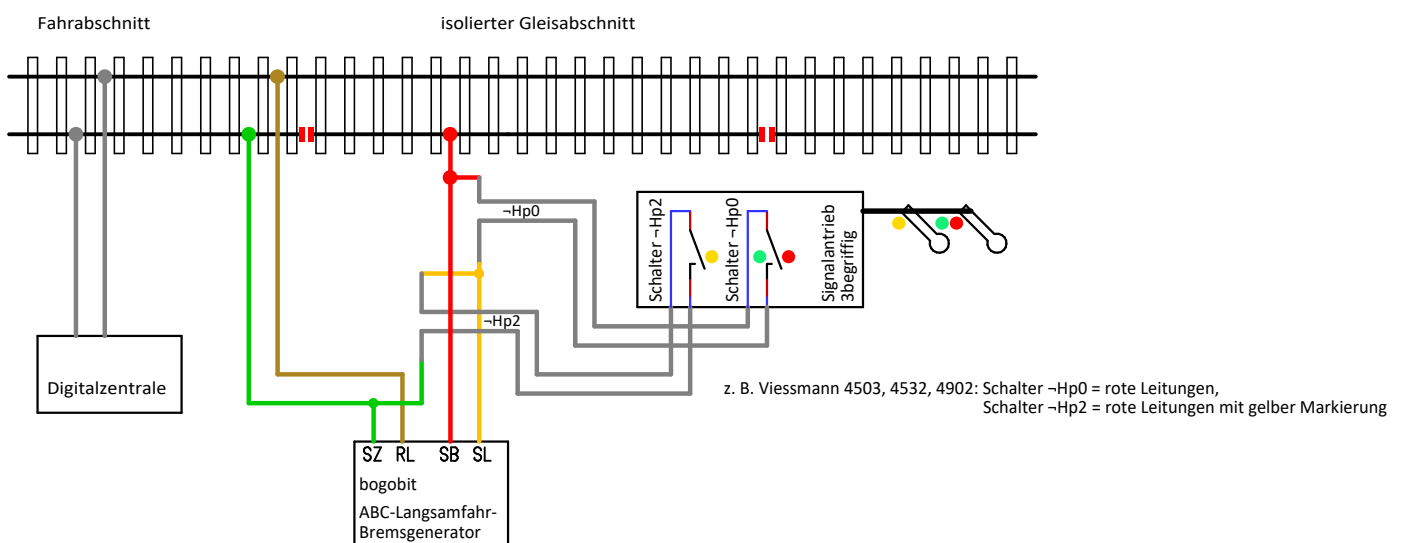 Fahrabschnitt
isolierter Gleisabschnitt
¬Hp0
¬Hp2
Schalter ¬Hp2
Schalter ¬Hp0
Signalantrieb
3begriffig
Digitalzentrale
z. B. Viessmann 4503, 4532, 4902: Schalter ¬Hp0 = rote Leitungen,
Schalter ¬Hp2 = rote Leitungen mit gelber Markierung
SZ RL SB SL
bogobit
ABC-Langsamfahr-
Bremsgenerator